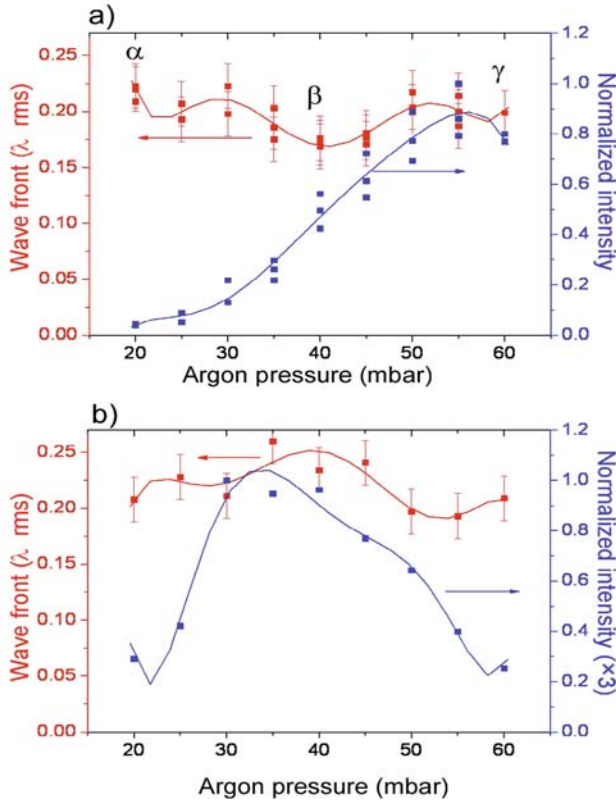 a)
α
β
γ
0.25
0.20
0.15
0.10
0.05
0.00
Wave front (λ rms)
1.2
1.0
0.8
0.6
0.4
0.2
0.0
Normalized intensity
20 25 30 35 40 45 50 55 60
Argon pressure (mbar)
b)
0.25
0.20
0.15
0.10
0.05
0.00
Wave front (λ rms)
1.2
1.0
0.8
0.6
0.4
0.2
0.0
Normalized intensity (×3)
20 25 30 35 40 45 50 55 60
Argon pressure (mbar)